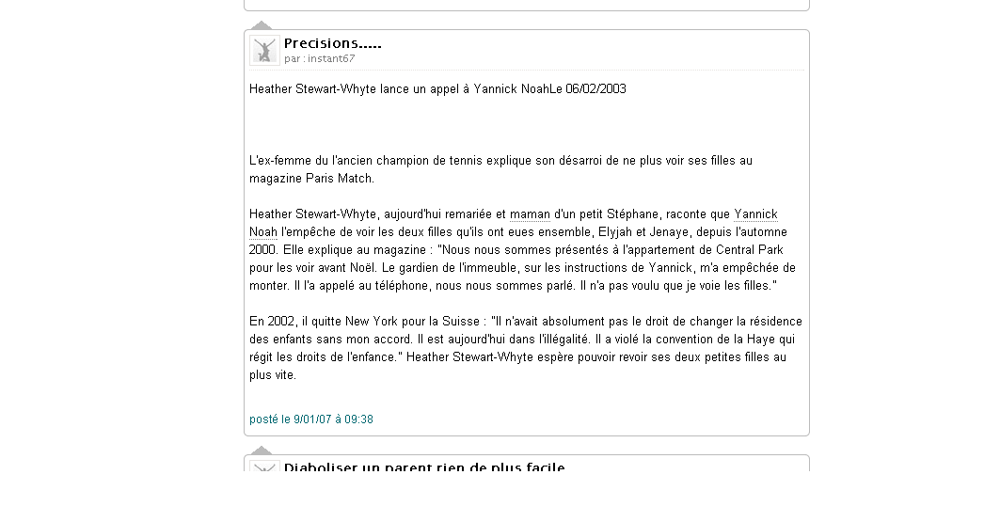 Precisions.....
par : instant67
Heather Stewart-Whyte lance un appel à Yannick NoahLe 06/02/2003
L'ex-femme du l'ancien champion de tennis explique son désarroi de ne plus voir ses filles au
magazine Paris Match.
Heather Stewart-Whyte, aujourd'hui remariée et maman d'un petit Stéphane, raconte que Yannick
Noah l'empêche de voir les deux filles qu'ils ont eues ensemble, Elyjah et Jenaye, depuis l'automne
2000. Elle explique au magazine : "Nous nous sommes présentés à l'appartement de Central Park
pour les voir avant Noël. Le gardien de l'immeuble, sur les instructions de Yannick, m'a empêchée de
monter. Il l'a appelé au téléphone, nous nous sommes parlé. Il n'a pas voulu que je voie les filles."
En 2002, il quitte New York pour la Suisse : "Il n'avait absolument pas le droit de changer la résidence
des enfants sans mon accord. Il est aujourd'hui dans l'illégalité. Il a violé la convention de la Haye qui
régit les droits de l'enfance." Heather Stewart-Whyte espère pouvoir revoir ses deux petites filles au
plus vite.
posté le 9/01/07 à 09:38
Diaboliser un parent rien de plus facile